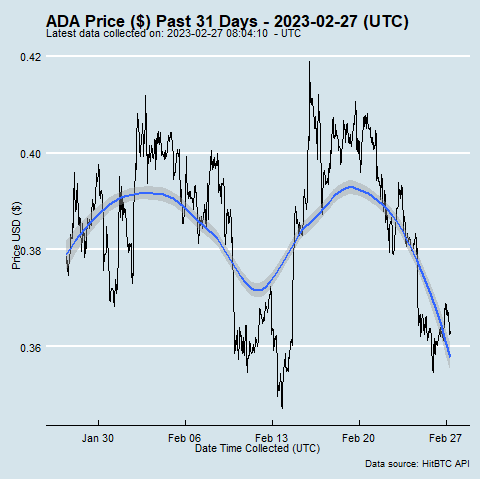 ADA Price ($) Past 31 Days - 2023-02-27 (UTC)
Latest data collected on: 2023-02-27 08:04:10 - UTC
0.42
0.40
0.38
0.36
Price USD ($)
Jan 30
Feb 06
Feb 13
Feb 20
Feb 27
Date Time Collected (UTC)
Data source: HitBTC API